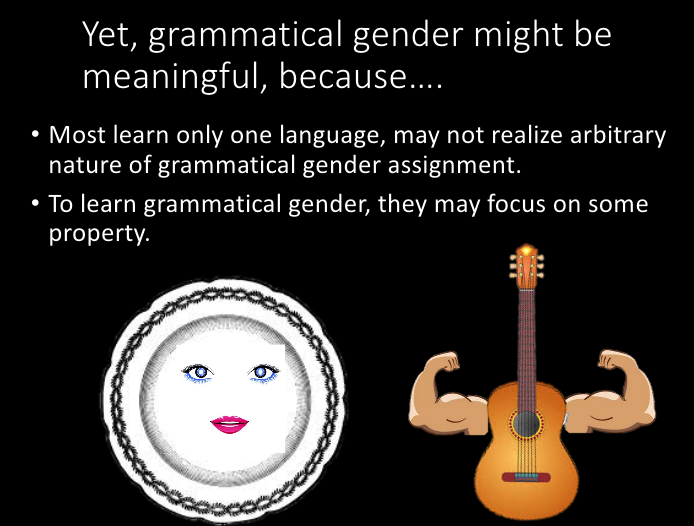 Yet, grammatical gender might be
meaningful, because….
• Most learn only one language, may not realize arbitrary
nature of grammatical gender assignment.
• To learn grammatical gender, they may focus on some
property.